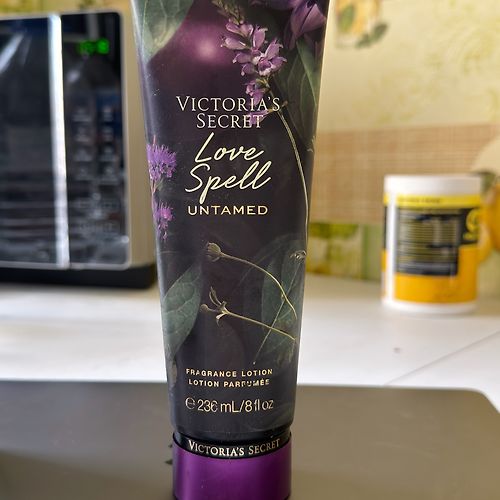 VICTORIA'S
SECRET
Love
Spell
UNTAMED
FRAGRANCE LOTION
LOTION PARFUMÉE
℮ 236 mL/8 fl oz
VICTORIA'S SECRET